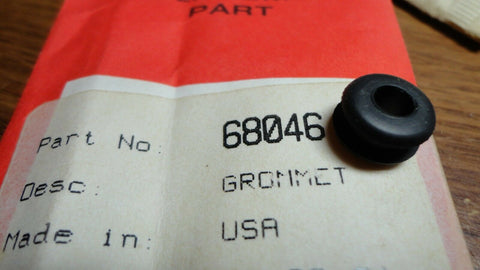 PART
Part No: 68046
Desc: GROMMET
Made in: USA